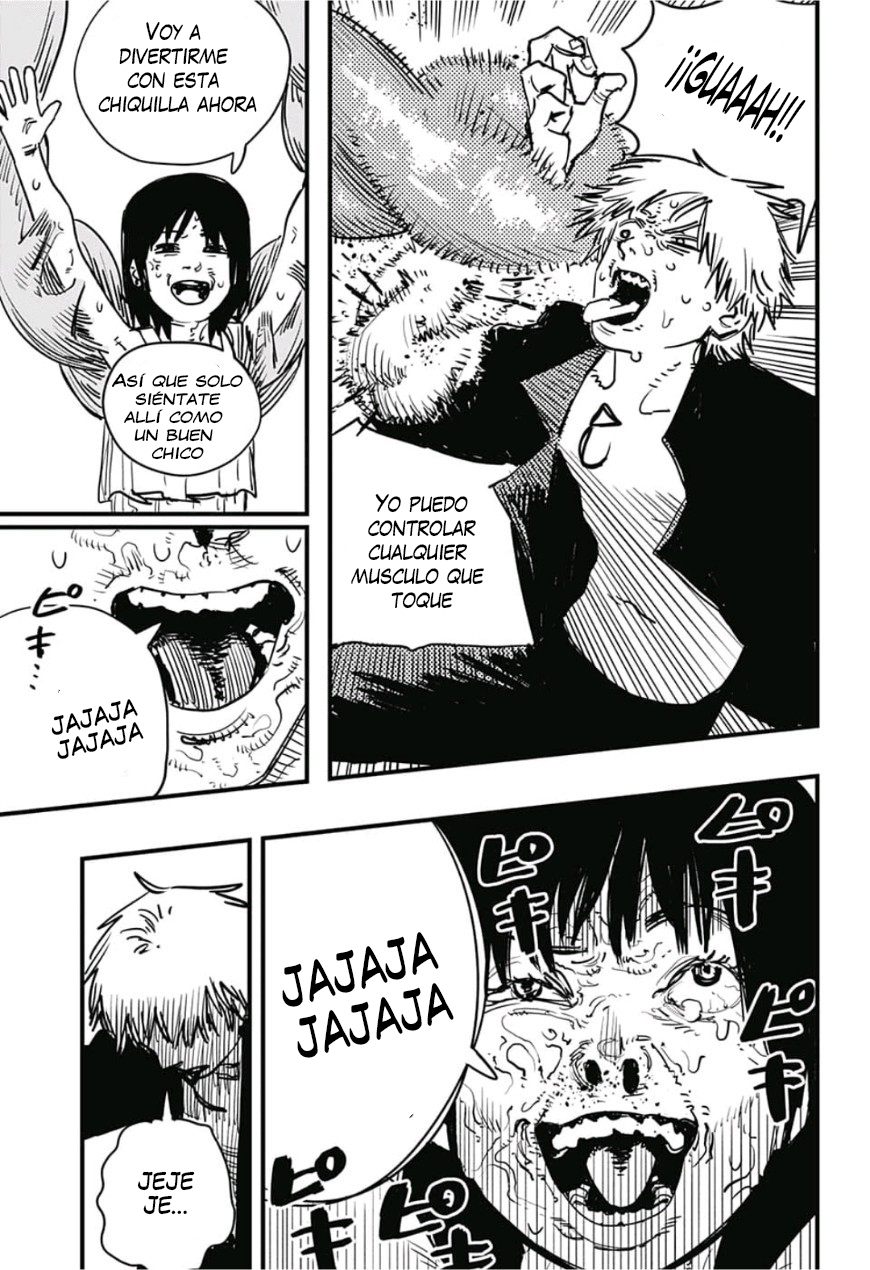 ¡¡GUAAAH!!
YO PUEDO
CONTROLAR
CUALQUIER
MUSCULO QUE
TOQUE
VOY A
DIVERTIRME
CON ESTA
CHIQUILLA AHORA
ASÍ QUE SOLO
SIÉNTATE
ALLÍ COMO
UN BUEN
CHICO
ピキ...
JAJAJA
JAJAJA
ピキ
ピキ
ピキ
JAJAJA
JAJAJA
ピキ
ピキ
JEJE
JE...